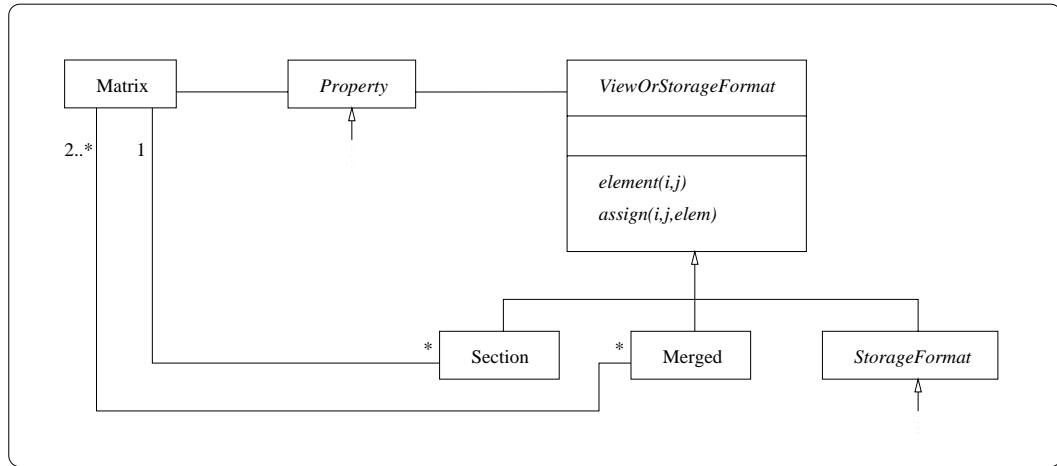 Matrix
Property
ViewOrStorageFormat
2..*
1
element(i,j)
assign(i,j,elem)
*
Section
*
Merged
StorageFormat